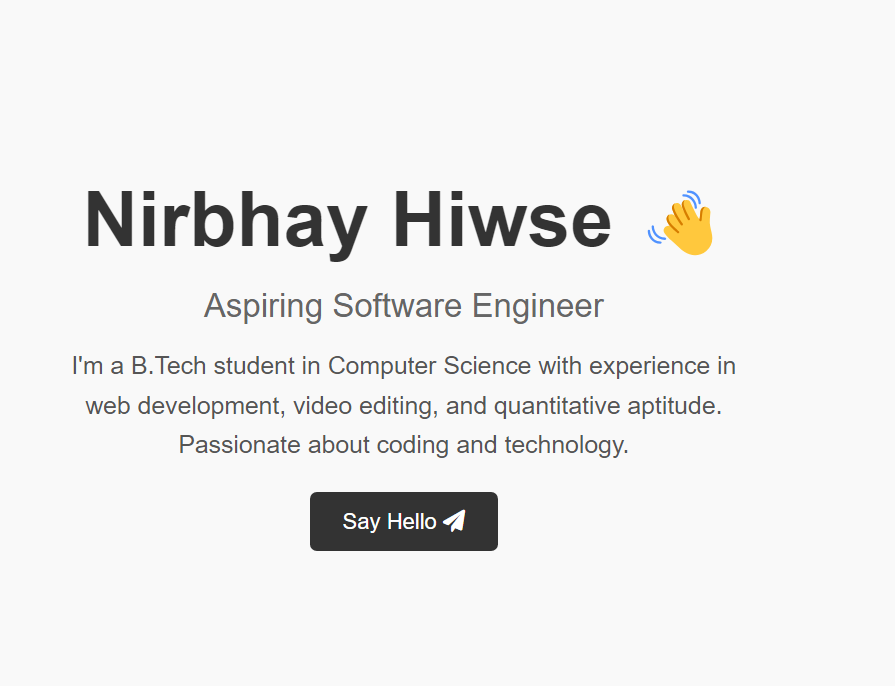 Nirbhay Hiwse 👋
Aspiring Software Engineer
I'm a B.Tech student in Computer Science with experience in
web development, video editing, and quantitative aptitude.
Passionate about coding and technology.
Say Hello